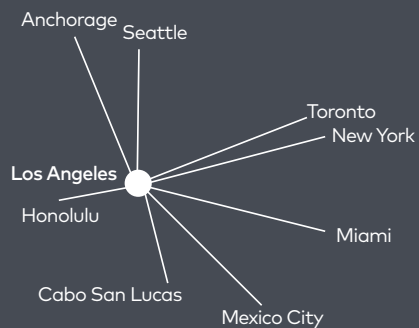 Anchorage
Seattle
Toronto
New York
Los Angeles
Honolulu
Miami
Cabo San Lucas
Mexico City